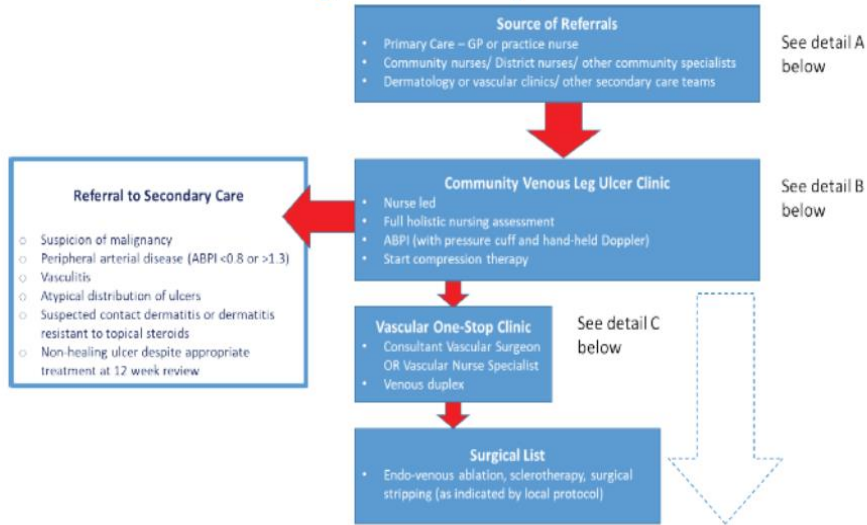 Source of Referrals
• Primary Care – GP or practice nurse
• Community nurses/ District nurses/ other community specialists
• Dermatology or vascular clinics/ other secondary care teams
See detail A
below
Community Venous Leg Ulcer Clinic
• Nurse led
• Full holistic nursing assessment
• ABPI (with pressure cuff and hand-held Doppler)
• Start compression therapy
See detail B
below
Referral to Secondary Care
o Suspicion of malignancy
o Peripheral arterial disease (ABPI <0.8 or >1.3)
o Vasculitis
o Atypical distribution of ulcers
o Suspected contact dermatitis or dermatitis
resistant to topical steroids
o Non-healing ulcer despite appropriate
treatment at 12 week review
Vascular One-Stop Clinic
• Consultant Vascular Surgeon
OR Vascular Nurse Specialist
• Venous duplex
See detail C
below
Surgical List
• Endo-venous ablation, sclerotherapy, surgical
stripping (as indicated by local protocol)